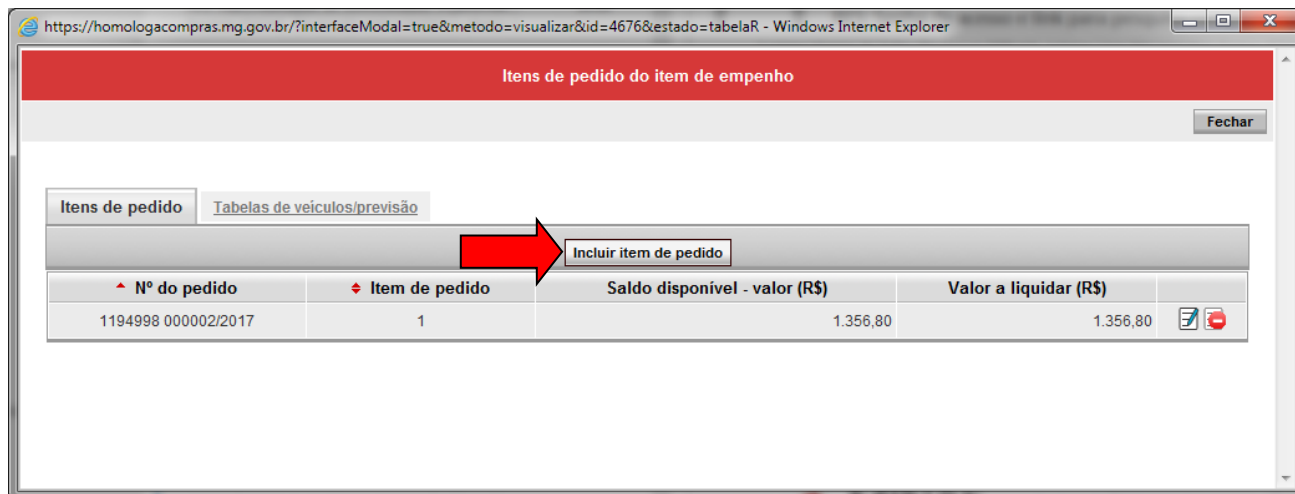 https://homologacompras.mg.gov.br/?interfaceModal=true&metodo=visualizar&id=4676&estado=tabelaR - Windows Internet Explorer
Itens de pedido do item de empenho
Fechar
Itens de pedido Tabelas de veículos/previsão
Incluir item de pedido
Nº do pedido Item de pedido Saldo disponível - valor (R$) Valor a liquidar (R$)
1194998 000002/2017 1 1.356,80 1.356,80